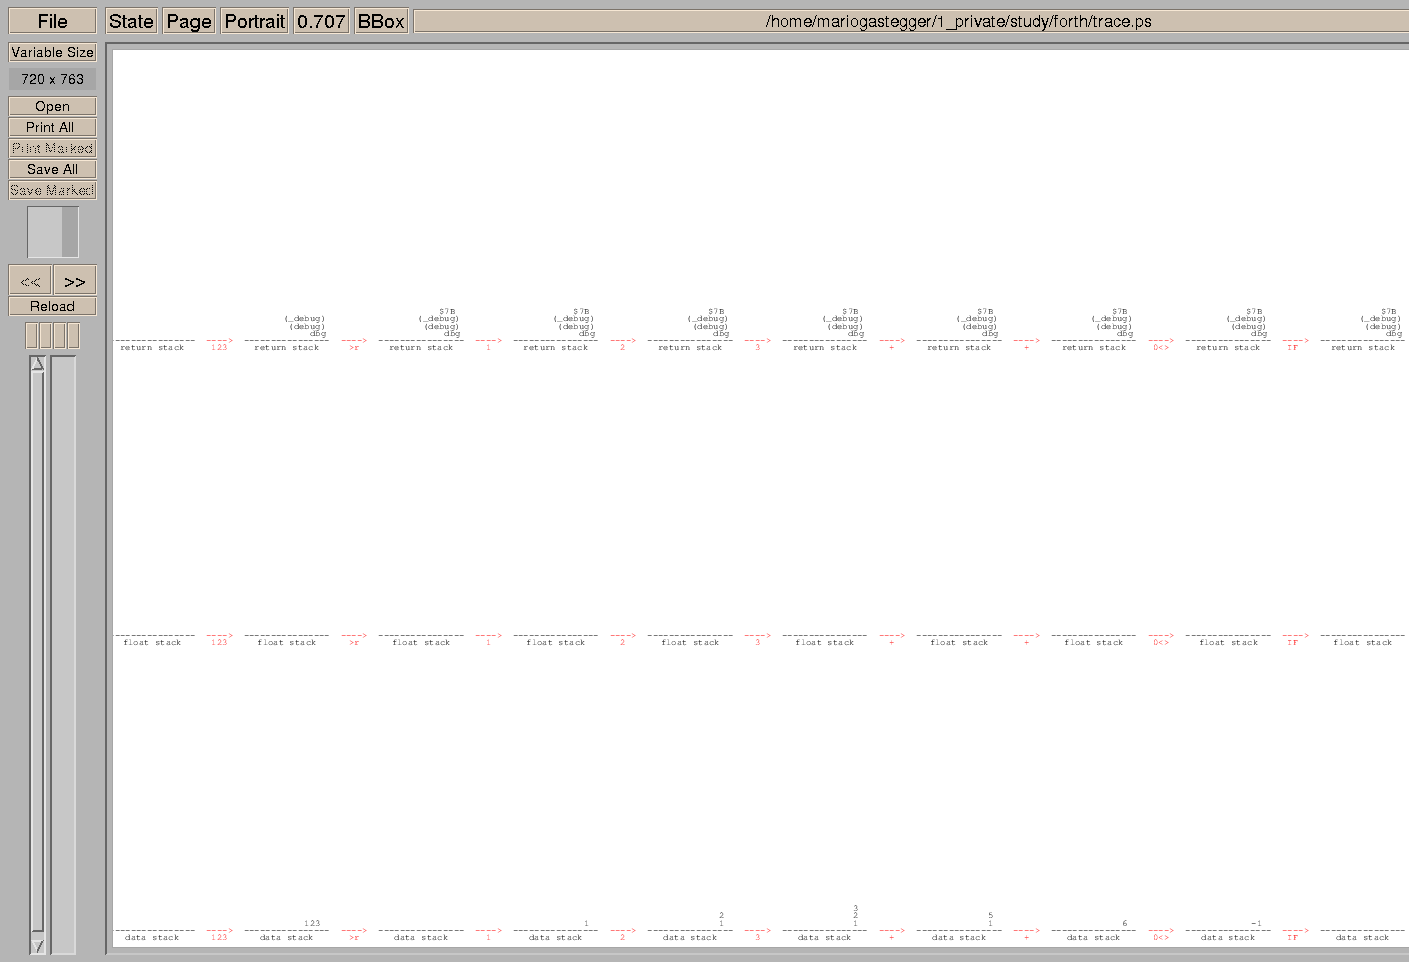 File State Page Portrait 0.707 BBox /home/mariogastegger/1_private/study/forth/trace.ps
Variable Size
720 x 763
Open
Print All
Print Marked
Save All
Save Marked
<< >>
Reload
$7B $7B $7B $7B $7B $7B $7B $7B
(_debug) (_debug) (_debug) (_debug) (_debug) (_debug) (_debug) (_debug) (_debug)
(debug) (debug) (debug) (debug) (debug) (debug) (debug) (debug) (debug)
dbg dbg dbg dbg dbg dbg dbg dbg dbg
-------------- ----> -------------- ----> -------------- ----> -------------- ----> -------------- ----> -------------- ----> -------------- ----> -------------- ----> -------------- ----> --------------
return stack 123 return stack >r return stack 1 return stack 2 return stack 3 return stack + return stack + return stack 0<> return stack IF return stack
-------------- ----> -------------- ----> -------------- ----> -------------- ----> -------------- ----> -------------- ----> -------------- ----> -------------- ----> -------------- ----> --------------
float stack 123 float stack >r float stack 1 float stack 2 float stack 3 float stack + float stack + float stack 0<> float stack IF float stack
3
2 2 5
123 1 1 1 1 6 -1
-------------- ----> -------------- ----> -------------- ----> -------------- ----> -------------- ----> -------------- ----> -------------- ----> -------------- ----> -------------- ----> --------------
data stack 123 data stack >r data stack 1 data stack 2 data stack 3 data stack + data stack + data stack 0<> data stack IF data stack